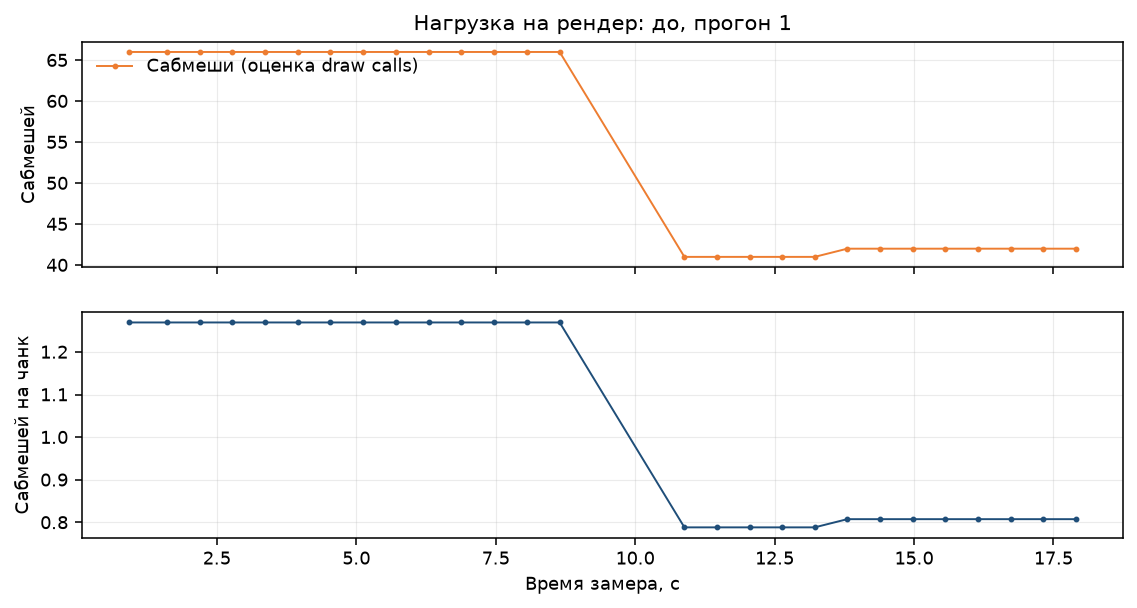 Нагрузка на рендер: до, прогон 1
65
60
55
50
45
40
Сабмешей
Сабмеши (оценка draw calls)
1.2
1.1
1.0
0.9
0.8
Сабмешей на чанк
2.5 5.0 7.5 10.0 12.5 15.0 17.5
Время замера, с